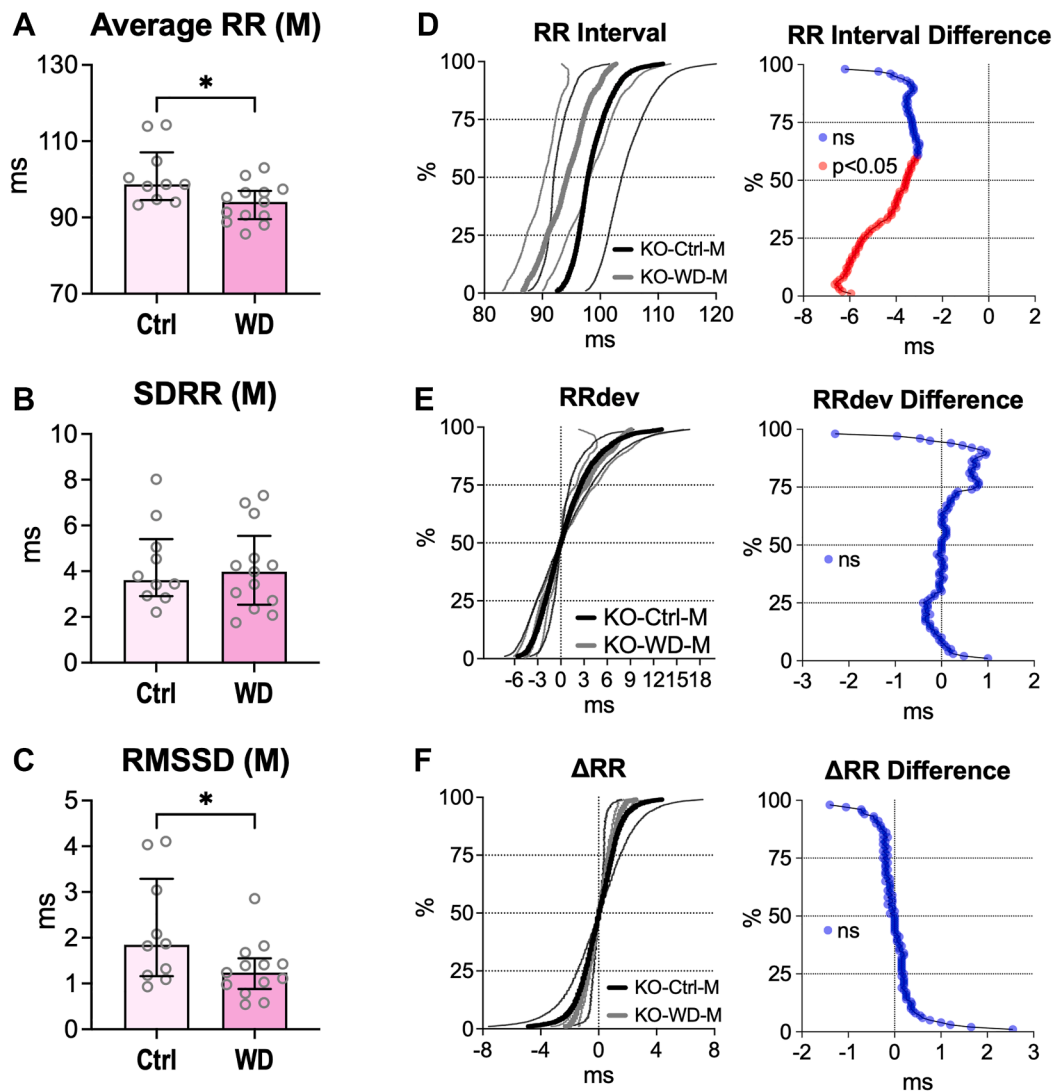 A
Average RR (M)
130
110
90
70
ms
*
Ctrl
WD
B
SDRR (M)
10
8
6
4
2
0
ms
Ctrl
WD
C
RMSSD (M)
5
4
3
2
1
0
ms
*
Ctrl
WD
D
RR Interval
100
75
50
25
0
%
KO-Ctrl-M
KO-WD-M
80 90 100 110 120
ms
RR Interval Difference
100
75
50
25
0
%
ns
p<0.05
-8 -6 -4 -2 0 2
ms
E
RRdev
100
75
50
25
0
%
KO-Ctrl-M
KO-WD-M
-6 -3 0 3 6 9 12 15 18
ms
RRdev Difference
100
75
50
25
0
%
ns
-3 -2 -1 0 1 2
ms
F
ΔRR
100
75
50
25
0
%
KO-Ctrl-M
KO-WD-M
-8 -4 0 4 8
ms
ΔRR Difference
100
75
50
25
0
%
ns
-2 -1 0 1 2 3
ms